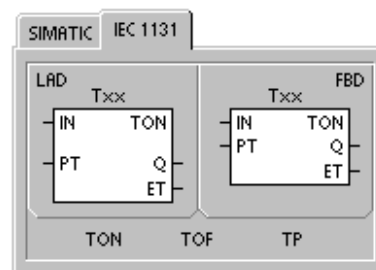 SIMATIC IEC 1131
LAD FBD
Txx Txx
IN TON IN TON
PT Q PT Q
ET ET
TON TOF TP